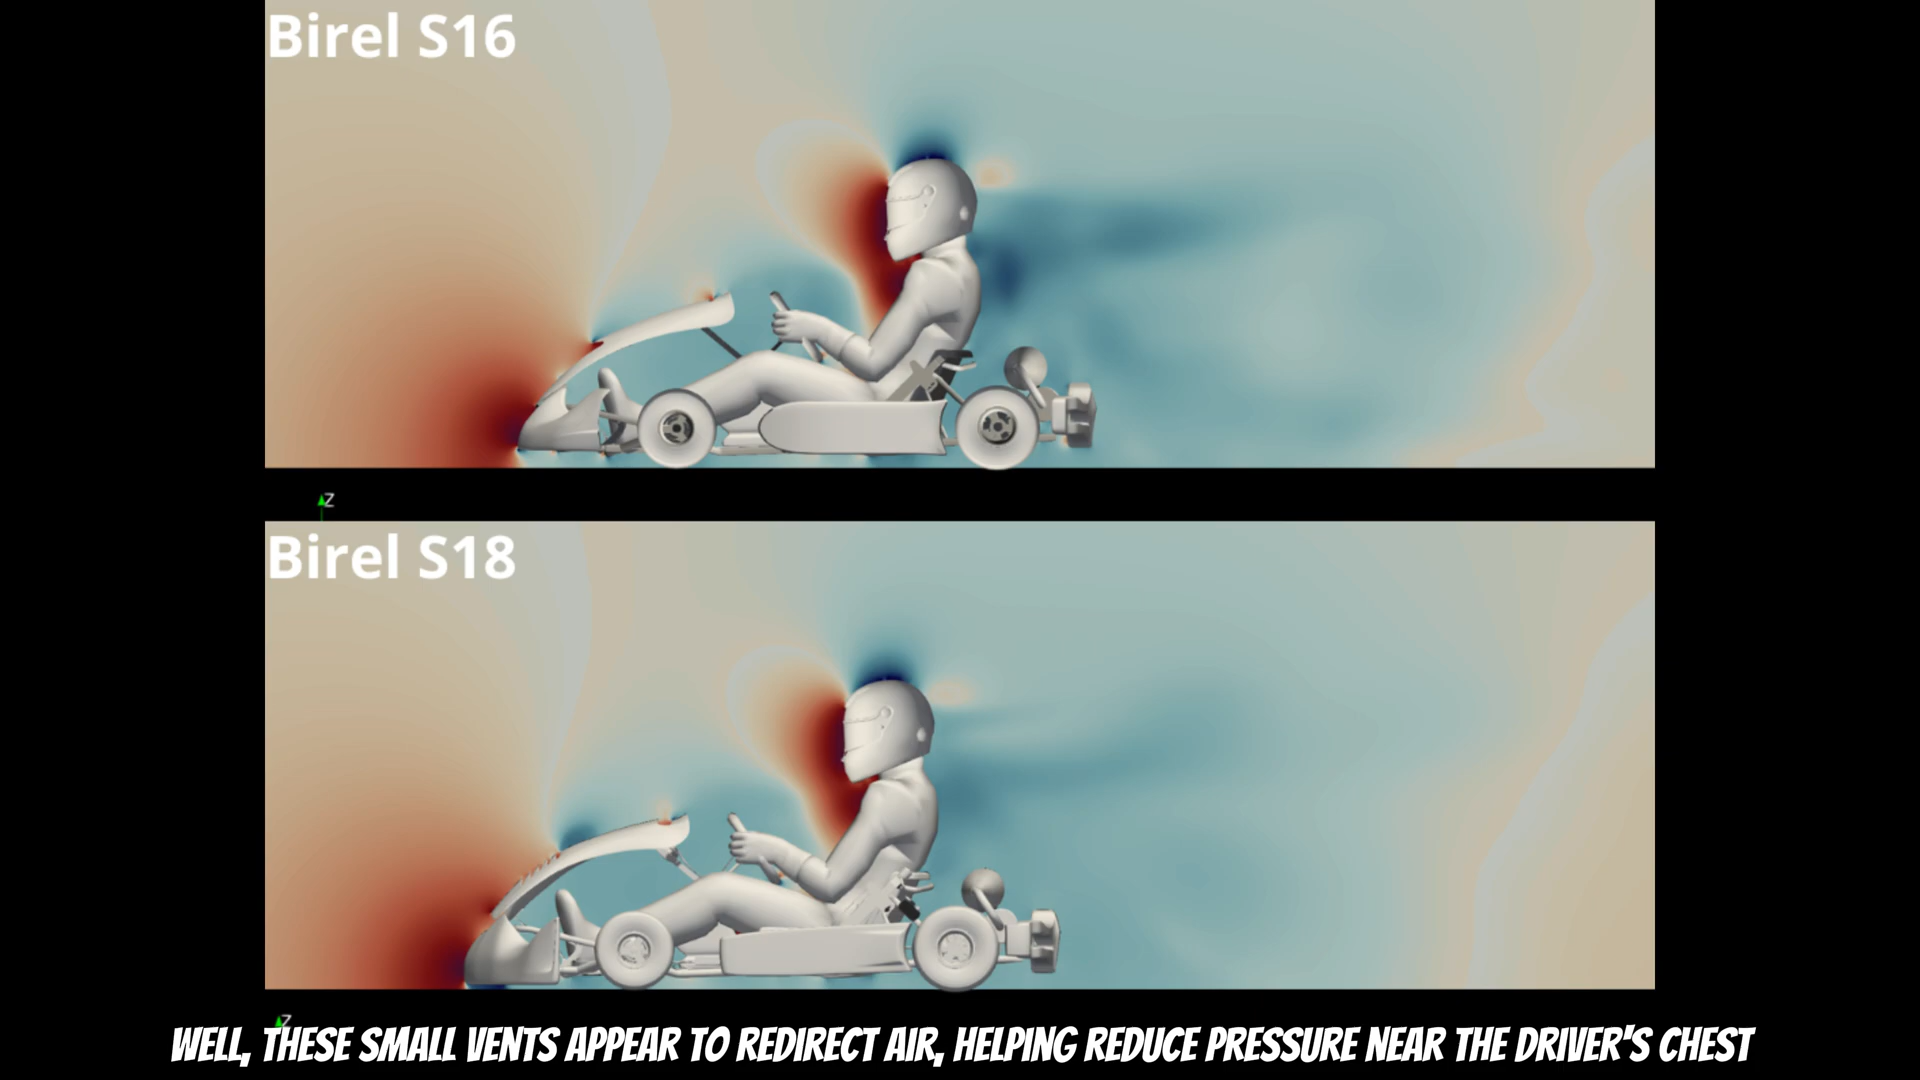 Birel S16
Z
Birel S18
Z
WELL, THESE SMALL VENTS APPEAR TO REDIRECT AIR, HELPING REDUCE PRESSURE NEAR THE DRIVER'S CHEST